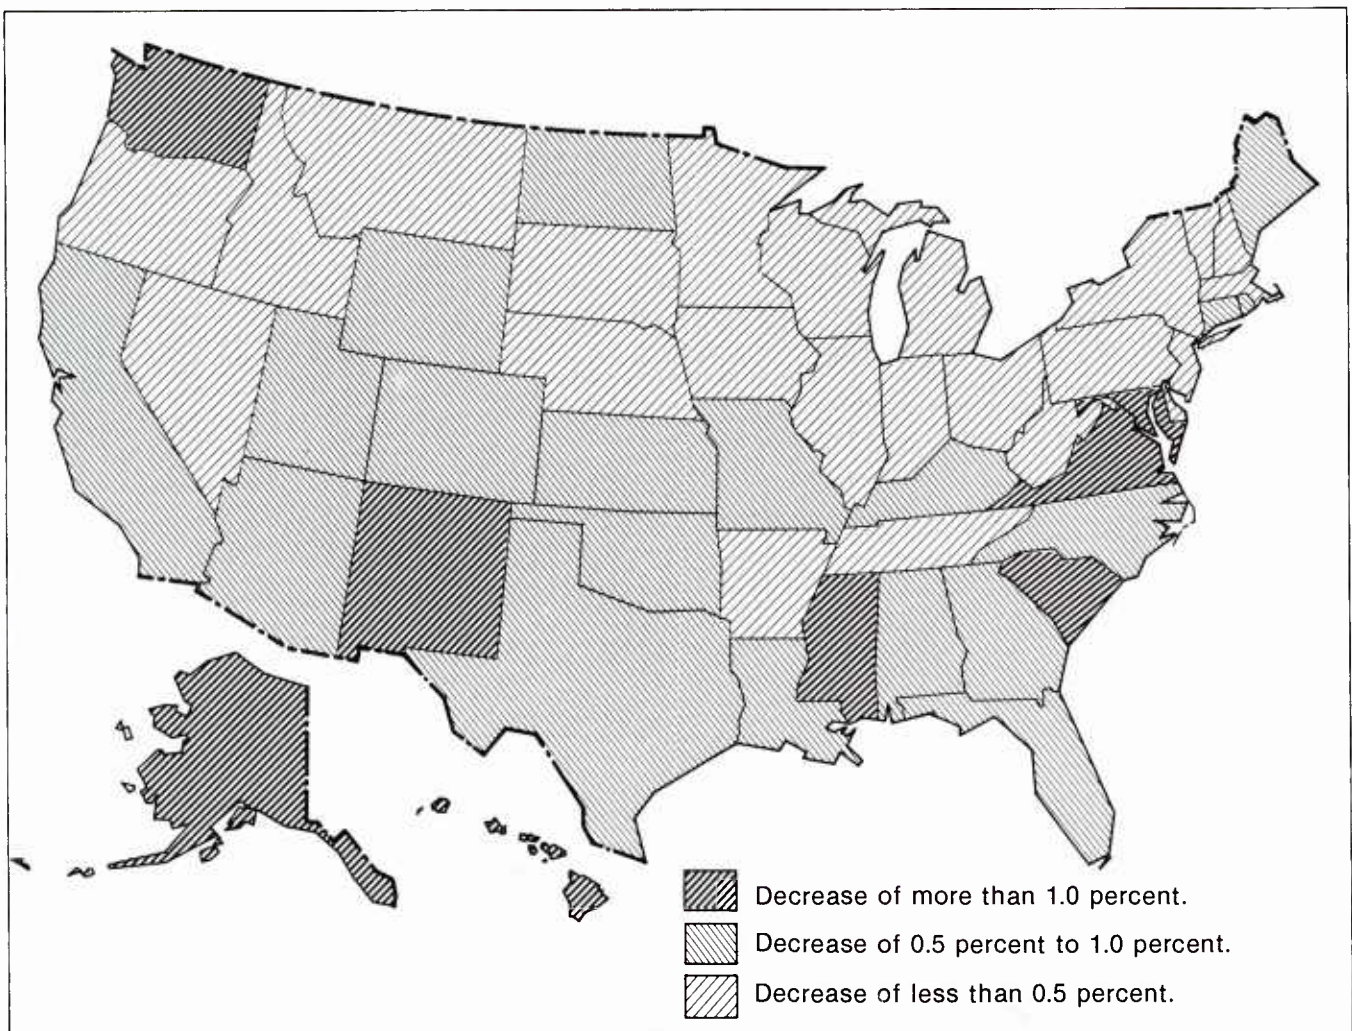 Decrease of more than 1.0 percent.
Decrease of 0.5 percent to 1.0 percent.
Decrease of less than 0.5 percent.